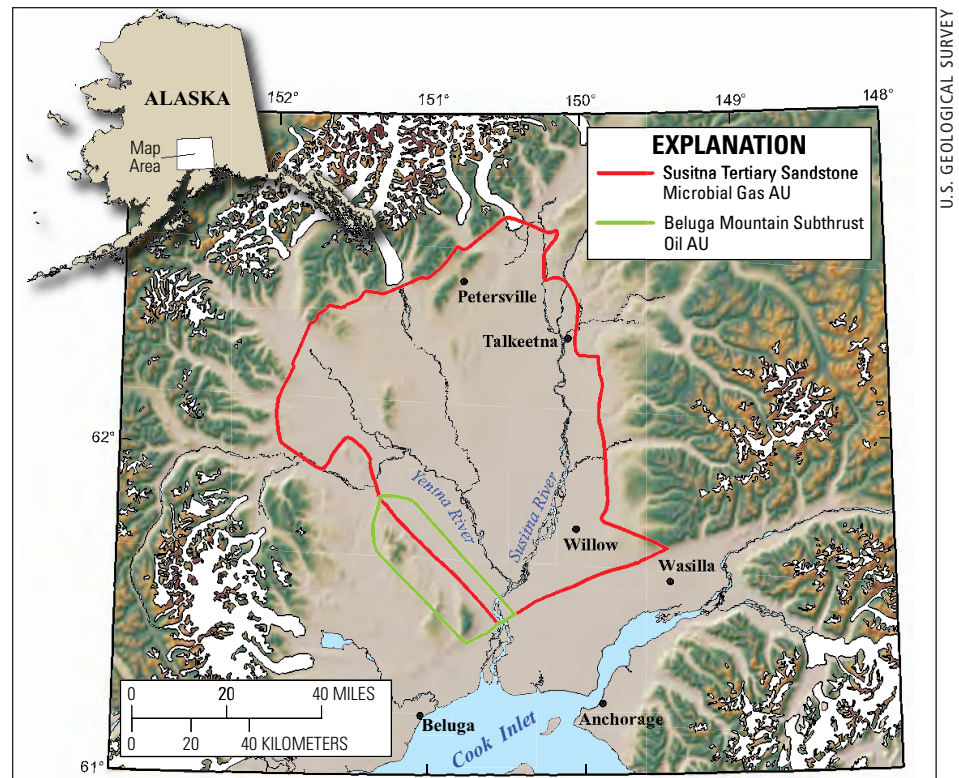 U.S. GEOLOGICAL SURVEY
152°
151°
150°
149°
148°
ALASKA
Map
Area
EXPLANATION
Susitna Tertiary Sandstone
Microbial Gas AU
Beluga Mountain Subthrust
Oil AU
Petersville
Talkeetna
62°
Yentna River
Susitna River
Willow
Wasilla
0 20 40 MILES
0 20 40 KILOMETERS
Beluga
Anchorage
Cook Inlet
61°